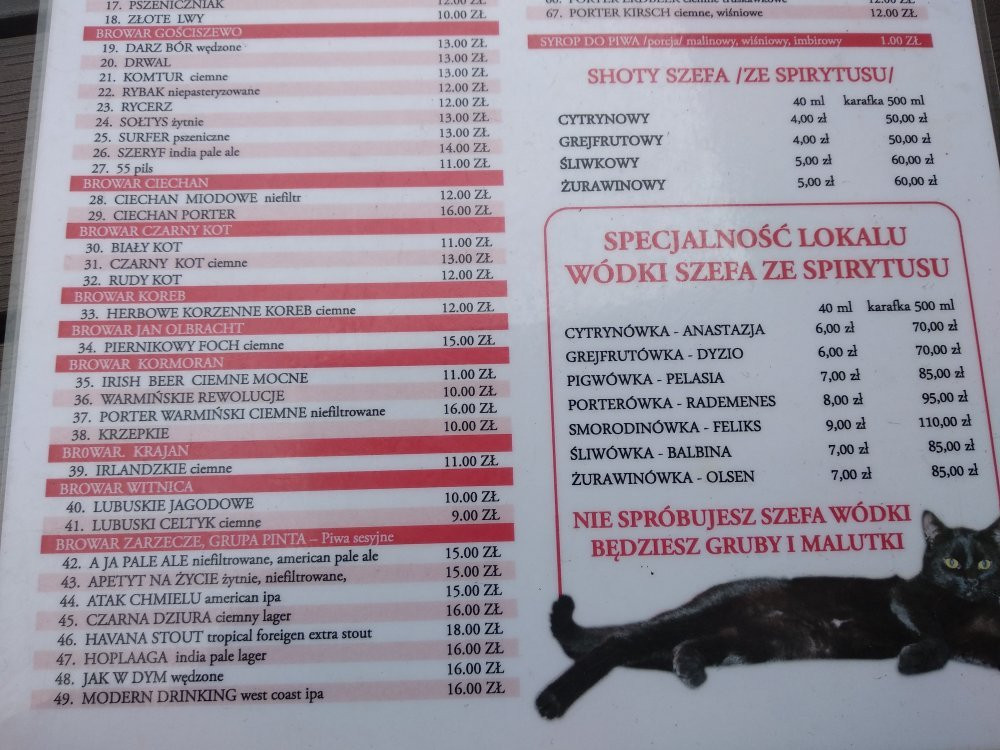 17. PSZENICZNIAK 12.00 ZŁ
18. ZŁOTE LWY 10.00 ZŁ
BROWAR GOŚCISZEWO
19. DARZ BÓR wędzone 13.00 ZŁ
20. DRWAL 13.00 ZŁ
21. KOMTUR ciemne 13.00 ZŁ
22. RYBAK niepasteryzowane 12.00 ZŁ
23. RYCERZ 12.00 ZŁ
24. SOŁTYS żytnie 13.00 ZŁ
25. SURFER pszeniczne 13.00 ZŁ
26. SZERYF india pale ale 14.00 ZŁ
27. 55 pils 11.00 ZŁ
BROWAR CIECHAN
28. CIECHAN MIODOWE niefiltr 12.00 ZŁ
29. CIECHAN PORTER 16.00 ZŁ
BROWAR CZARNY KOT
30. BIAŁY KOT 11.00 ZŁ
31. CZARNY KOT ciemne 13.00 ZŁ
32. RUDY KOT 12.00 ZŁ
BROWAR KOREB
33. HERBOWE KORZENNE KOREB ciemne 12.00 ZŁ
BROWAR JAN OLBRACHT
34. PIERNIKOWY FOCH ciemne 15.00 ZŁ
BROWAR KORMORAN
35. IRISH BEER CIEMNE MOCNE 11.00 ZŁ
36. WARMIŃSKIE REWOLUCJE 10.00 ZŁ
37. PORTER WARMIŃSKI CIEMNE niefiltrowane 16.00 ZŁ
38. KRZEPKIE 10.00 ZŁ
BR0WAR. KRAJAN
39. IRLANDZKIE ciemne 11.00 ZŁ
BROWAR WITNICA
40. LUBUSKIE JAGODOWE 10.00 ZŁ
41. LUBUSKI CELTYK ciemne 9.00 ZŁ
BROWAR ZARZECZE, GRUPA PINTA – Piwa sesyjne
42. A JA PALE ALE niefiltrowane, american pale ale 15.00 ZŁ
43. APETYT NA ŻYCIE żytnie, niefiltrowane, 15.00 ZŁ
44. ATAK CHMIELU american ipa 15.00 ZŁ
45. CZARNA DZIURA ciemny lager 16.00 ZŁ
46. HAVANA STOUT tropical foreigen extra stout 18.00 ZŁ
47. HOPLAAGA india pale lager 16.00 ZŁ
48. JAK W DYM wędzone 16.00 ZŁ
49. MODERN DRINKING west coast ipa 16.00 ZŁ
67. PORTER KIRSCH ciemne, wiśniowe 12.00 ZŁ
SYROP DO PIWA /porcja/ malinowy, wiśniowy, imbirowy 1.00 ZŁ
SHOTY SZEFA /ZE SPIRYTUSU/
40 ml karafka 500 ml
CYTRYNOWY 4,00 zł 50,00 zł
GREJFRUTOWY 4,00 zł 50,00 zł
ŚLIWKOWY 5,00 zł 60,00 zł
ŻURAWINOWY 5,00 zł 60,00 zł
SPECJALNOŚĆ LOKALU
WÓDKI SZEFA ZE SPIRYTUSU
40 ml karafka 500 ml
CYTRYNÓWKA - ANASTAZJA 6,00 zł 70,00 zł
GREJFRUTÓWKA - DYZIO 6,00 zł 70,00 zł
PIGWÓWKA - PELASIA 7,00 zł 85,00 zł
PORTERÓWKA - RADEMENES 8,00 zł 95,00 zł
SMORODINÓWKA - FELIKS 9,00 zł 110,00 zł
ŚLIWÓWKA - BALBINA 7,00 zł 85,00 zł
ŻURAWINÓWKA - OLSEN 7,00 zł 85,00 zł
NIE SPRÓBUJESZ SZEFA WÓDKI
BĘDZIESZ GRUBY I MALUTKI